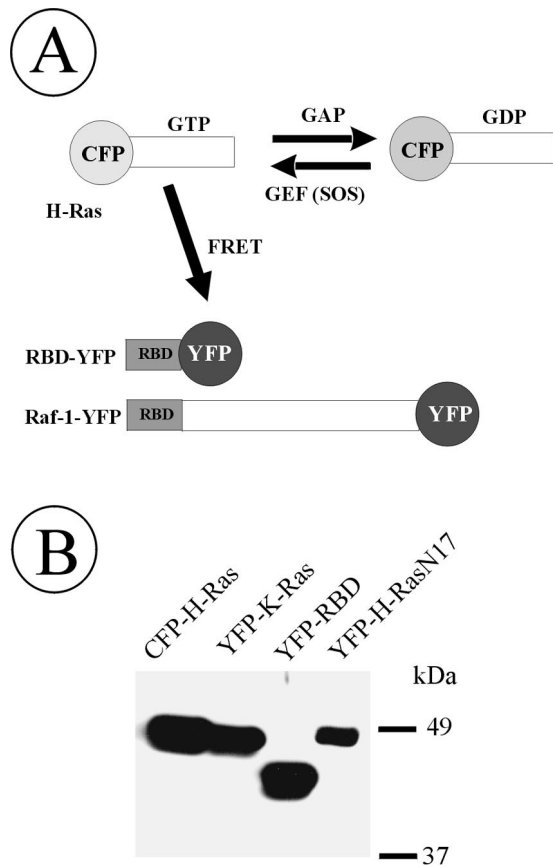 A
GTP
GAP
GDP
CFP
CFP
GEF (SOS)
H-Ras
FRET
RBD-YFP
RBD
YFP
Raf-1-YFP
RBD
YFP
B
CFP-H-Ras
YFP-K-Ras
YFP-RBD
YFP-H-RasN17
kDa
49
37